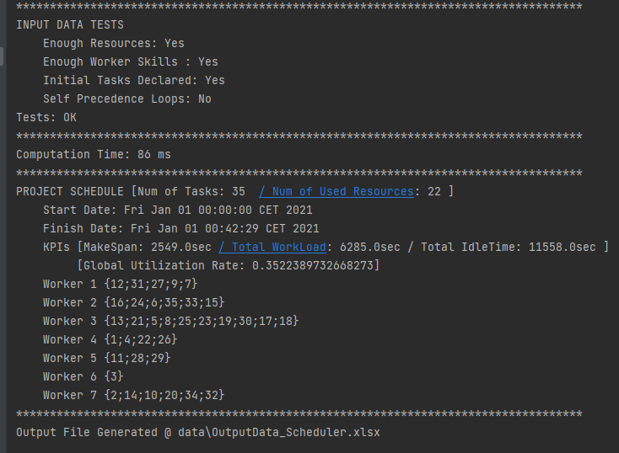 ************************************************************************************
INPUT DATA TESTS
Enough Resources: Yes
Enough Worker Skills : Yes
Initial Tasks Declared: Yes
Self Precedence Loops: No
Tests: OK
************************************************************************************
Computation Time: 86 ms
************************************************************************************
PROJECT SCHEDULE [Num of Tasks: 35  / Num of Used Resources: 22 ]
Start Date: Fri Jan 01 00:00:00 CET 2021
Finish Date: Fri Jan 01 00:42:29 CET 2021
KPIs [MakeSpan: 2549.0sec / Total WorkLoad: 6285.0sec / Total IdleTime: 11558.0sec ]
[Global Utilization Rate: 0.3522389732668273]
Worker 1 {12;31;27;9;7}
Worker 2 {16;24;6;35;33;15}
Worker 3 {13;21;5;8;25;23;19;30;17;18}
Worker 4 {1;4;22;26}
Worker 5 {11;28;29}
Worker 6 {3}
Worker 7 {2;14;10;20;34;32}
************************************************************************************
Output File Generated @ data\OutputData_Scheduler.xlsx